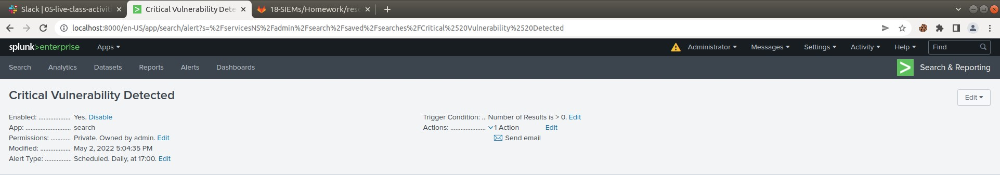 Slack | 05-live-class-activiti
Critical Vulnerability Dete
18-SIEMs/Homework/reso
localhost:8000/en-US/app/search/alert?s=%2FservicesNS%2Fadmin%2Fsearch%2Fsaved%2Fsearches%2FCritical%2520Vulnerability%2520Detected
splunk>enterprise Apps Administrator Messages Settings Activity Help Find
Search Analytics Datasets Reports Alerts Dashboards Search & Reporting
Critical Vulnerability Detected
Edit
Enabled: .................... Yes. Disable
App: ........................... search
Permissions: ............ Private. Owned by admin. Edit
Modified: ................... May 2, 2022 5:04:35 PM
Alert Type: ................ Scheduled. Daily, at 17:00. Edit
Trigger Condition: .. Number of Results is > 0. Edit
Actions: ..................... 1 Action Edit
Send email